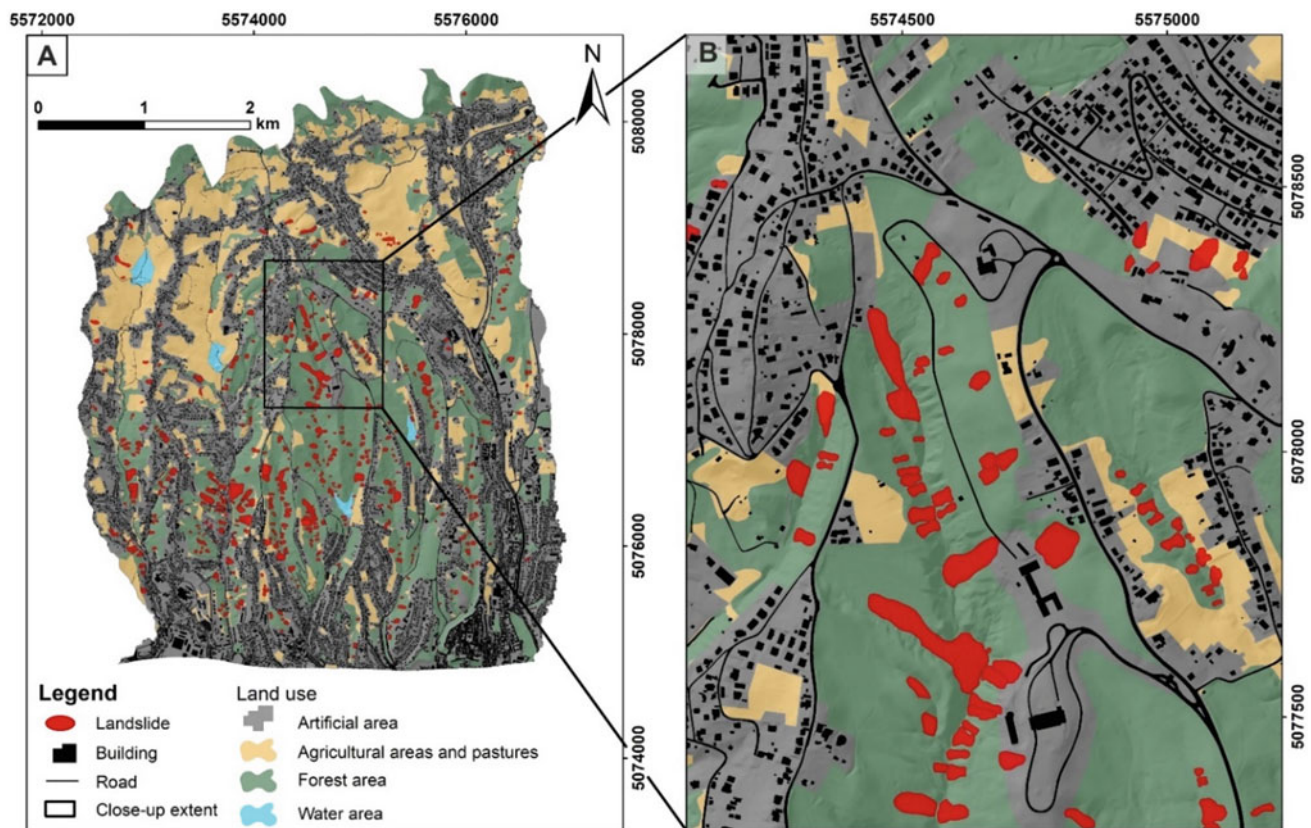 5572000 5574000 5576000
5574500 5575000
A
B
N
0 1 2
km
5080000
5078000
5076000
5074000
5078500
5078000
5077500
Legend
Landslide
Building
Road
Close-up extent
Land use
Artificial area
Agricultural areas and pastures
Forest area
Water area